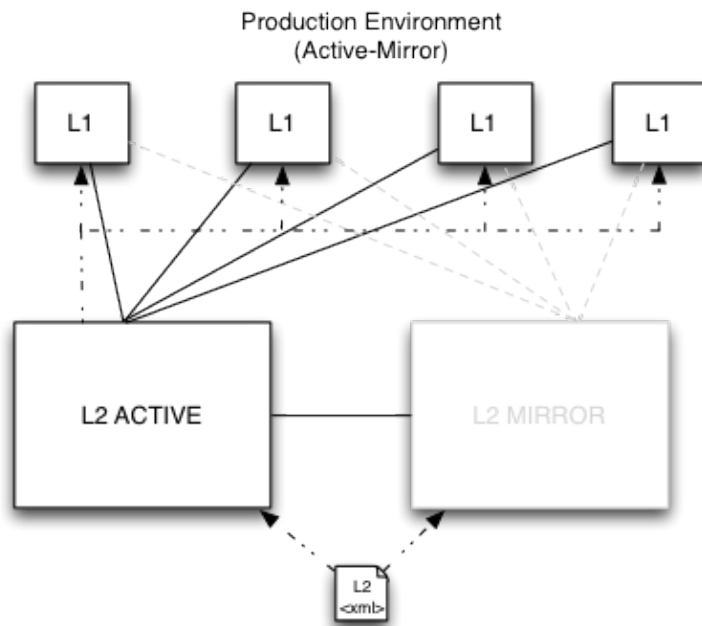 Production Environment
(Active-Mirror)
L1
L1
L1
L1
L2 ACTIVE
L2 MIRROR
L2
<xml>